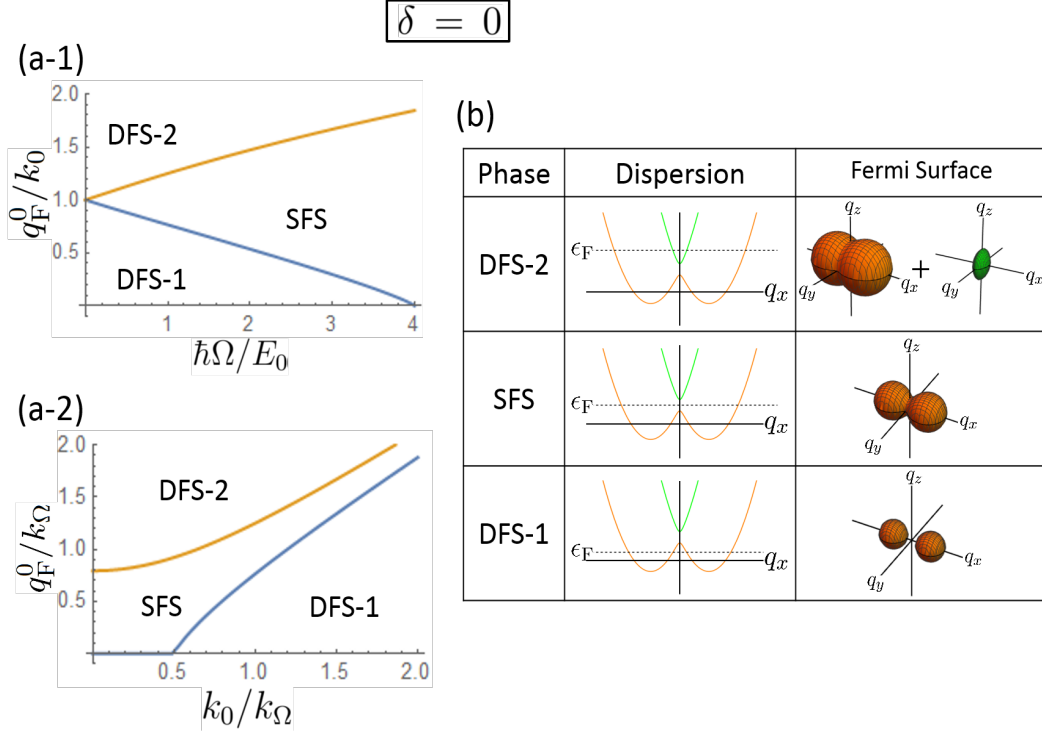 δ = 0
(a-1)
2.0
1.5
1.0
0.5
DFS-2
SFS
DFS-1
1
2
3
4
q_F^0/k_0
ħΩ/E_0
(a-2)
2.0
1.5
1.0
0.5
DFS-2
SFS
DFS-1
0.5
1.0
1.5
2.0
q_F^0/k_Ω
k_0/k_Ω
(b)
Phase Dispersion Fermi Surface
DFS-2
ϵ_F
q_x
q_z
q_x
q_y
+
q_z
q_x
q_y
SFS
ϵ_F
q_x
q_z
q_x
q_y
DFS-1
ϵ_F
q_x
q_z
q_x
q_y